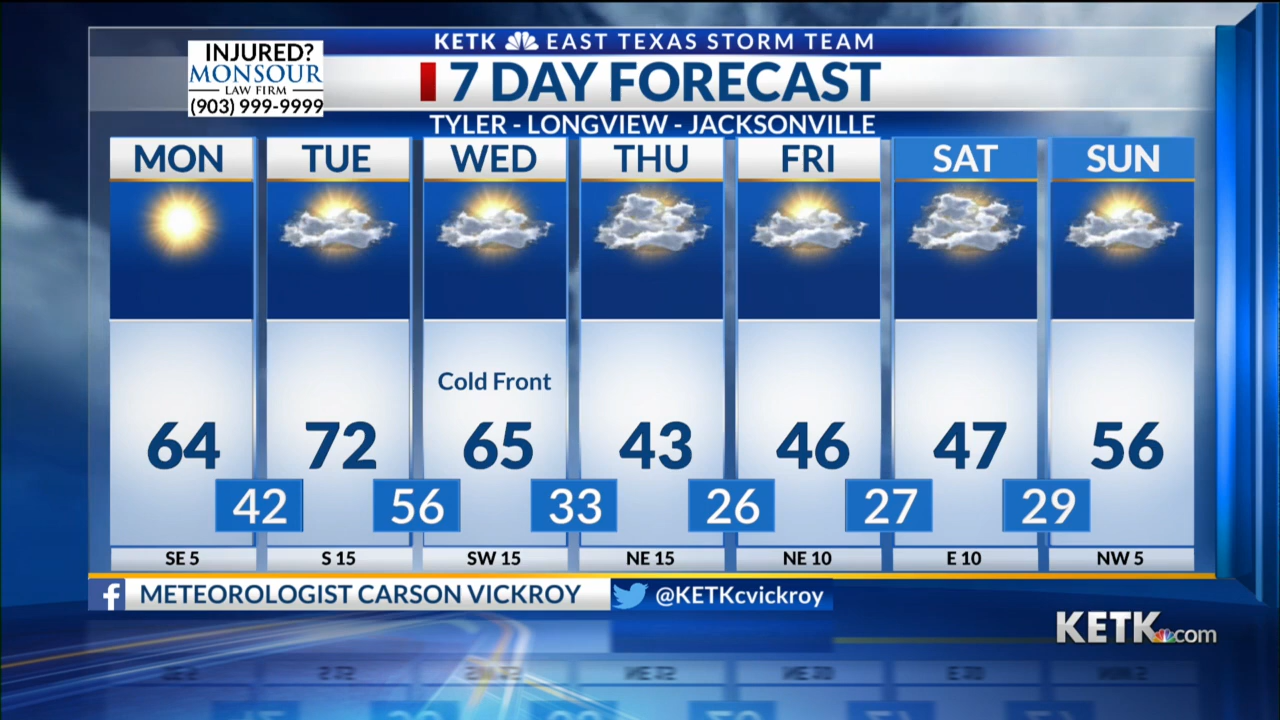 KETK EAST TEXAS STORM TEAM
INJURED?
MONSOUR
LAW FIRM
(903) 999-9999
7 DAY FORECAST
TYLER - LONGVIEW - JACKSONVILLE
MON TUE WED THU FRI SAT SUN
Cold Front
64 72 65 43 46 47 56
42 56 33 26 27 29
SE 5 S 15 SW 15 NE 15 NE 10 E 10 NW 5
f METEOROLOGIST CARSON VICKROY @KETKcvickroy
KETK.com